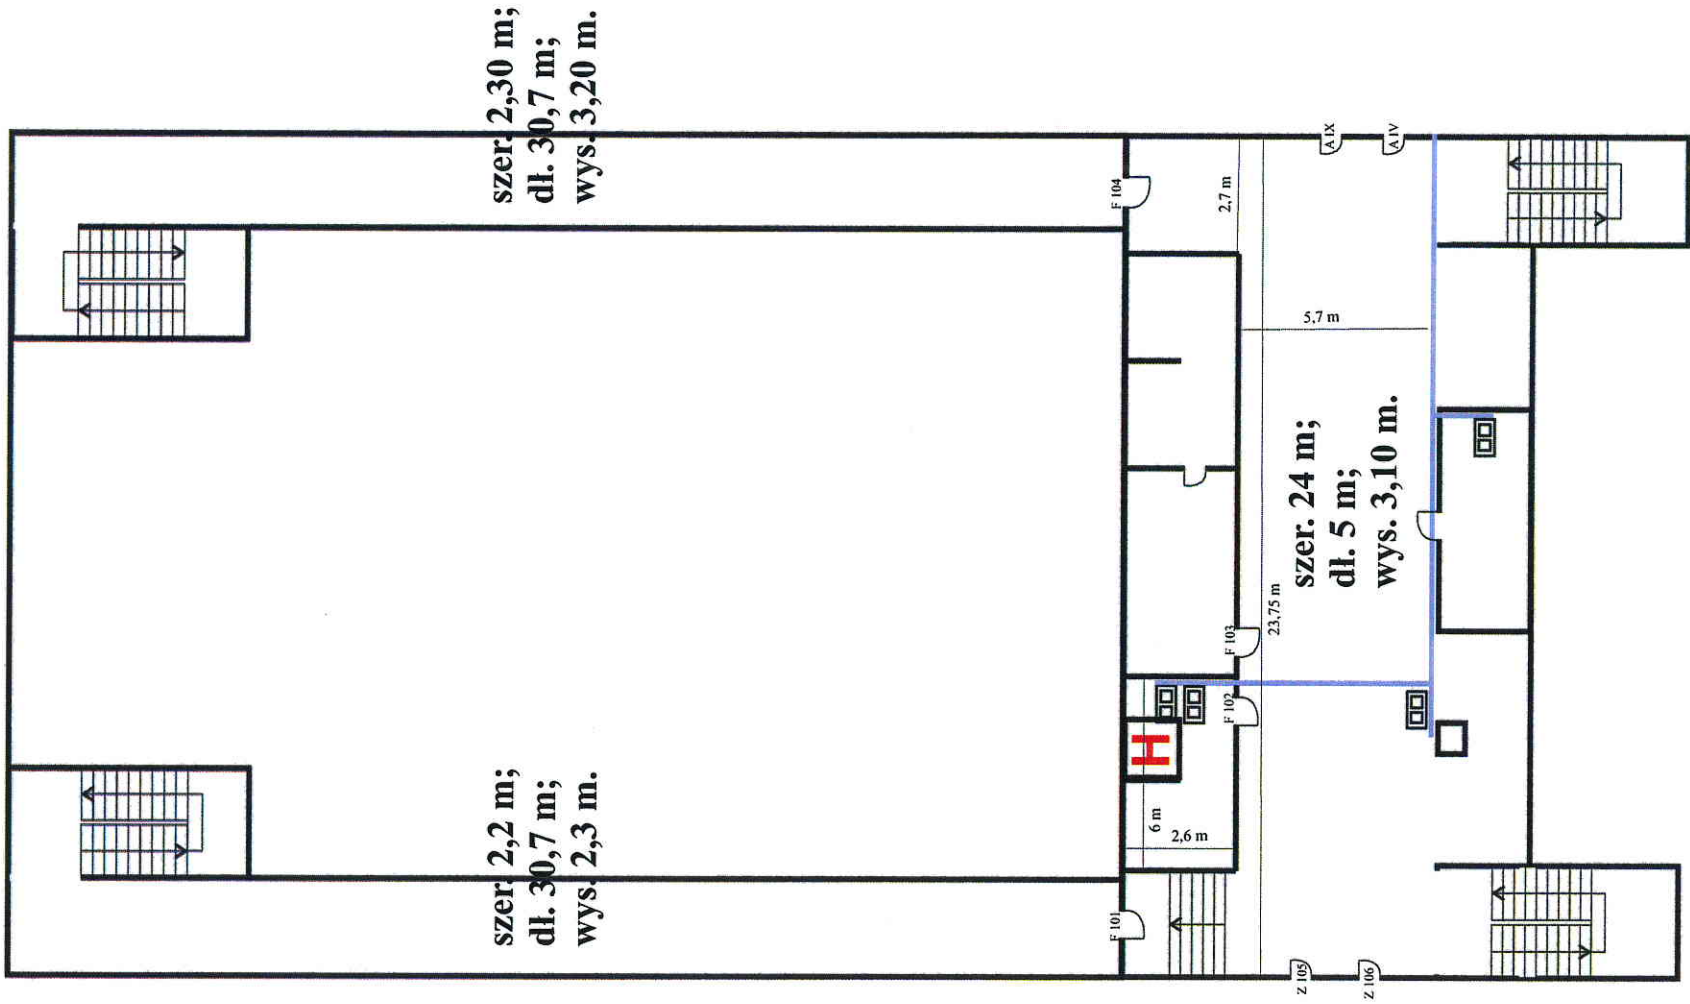 szer. 2,30 m;
dł. 30,7 m;
wys. 3,20 m.
szer. 2,2 m;
dł. 30,7 m;
wys. 2,3 m.
F 104
2,7 m
A IX
A IV
5,7 m
szer. 24 m;
dł. 5 m;
wys. 3,10 m.
23,75 m
F 103
F 102
H
6 m
2,6 m
F 101
Z 105
Z 106